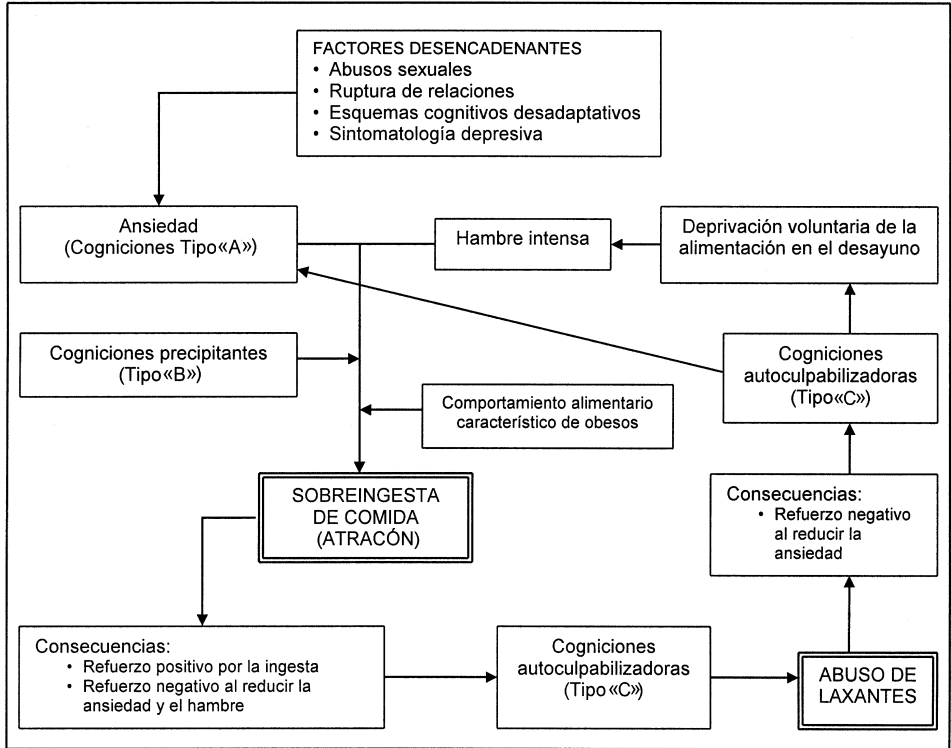 FACTORES DESENCADENANTES
• Abusos sexuales
• Ruptura de relaciones
• Esquemas cognitivos desadaptativos
• Sintomatología depresiva
Ansiedad
(Cogniciones Tipo«A»)
Hambre intensa
Deprivación voluntaria de la
alimentación en el desayuno
Cogniciones precipitantes
(Tipo«B»)
Cogniciones
autoculpabilizadoras
(Tipo«C»)
Comportamiento alimentario
característico de obesos
SOBREINGESTA
DE COMIDA
(ATRACÓN)
Consecuencias:
• Refuerzo negativo
al reducir la
ansiedad
Consecuencias:
• Refuerzo positivo por la ingesta
• Refuerzo negativo al reducir la
ansiedad y el hambre
Cogniciones
autoculpabilizadoras
(Tipo«C»)
ABUSO DE
LAXANTES